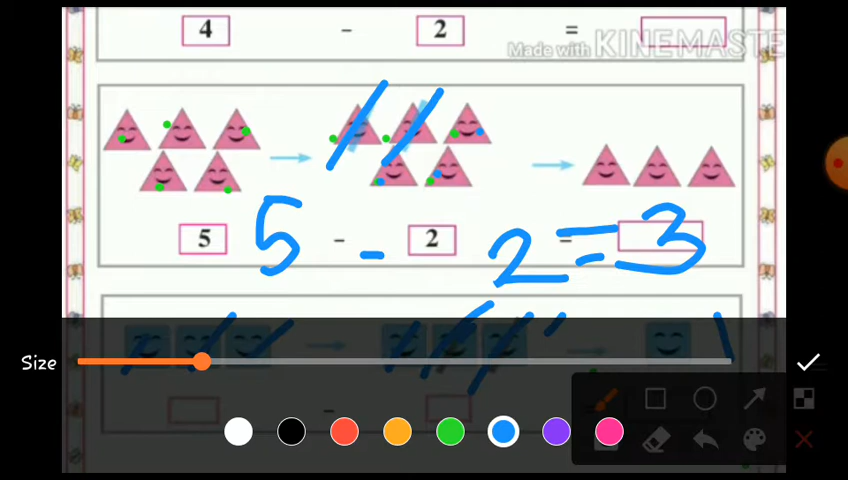 4 - 2 =
Made with KINEMASTER
5 - 2 =
5 - 2 = 3
-
Size